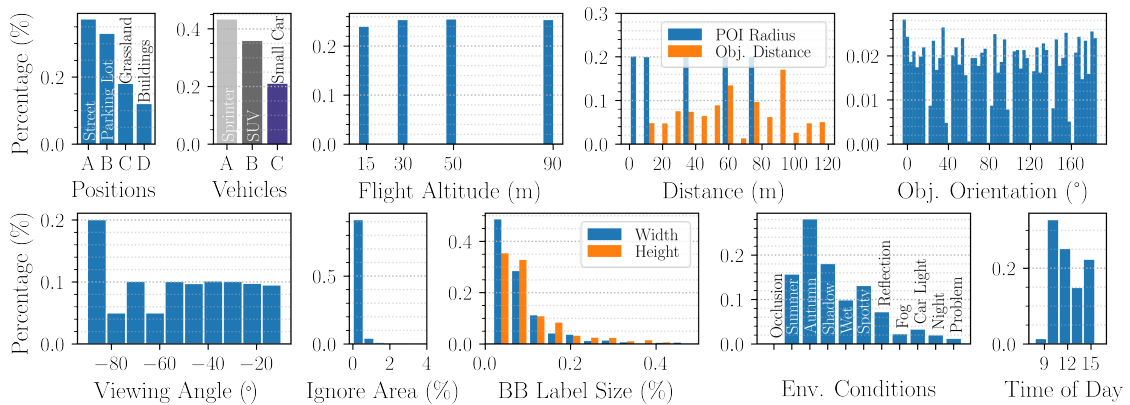 Percentage (%)
0.0
0.2
Street
Parking Lot
Grassland
Buildings
A B C D
Positions
0.0
0.2
0.4
Sprinter
SUV
Small Car
A B C
Vehicles
0.0
0.1
0.2
15 30 50 90
Flight Altitude (m)
0.0
0.1
0.2
0.3
POI Radius
Obj. Distance
0 20 40 60 80 100 120
Distance (m)
0.00
0.01
0.02
0 40 80 120 160
Obj. Orientation (°)
Percentage (%)
0.0
0.1
0.2
−80 −60 −40 −20
Viewing Angle (°)
0.0
0.5
0 2 4
Ignore Area (%)
0.0
0.2
0.4
Width
Height
0.0 0.2 0.4
BB Label Size (%)
0.0
0.1
0.2
Occlusion
Summer
Autumn
Shadow
Wet
Spotty
Reflection
Fog
Car Light
Night
Problem
Env. Conditions
0.0
0.2
9 12 15
Time of Day